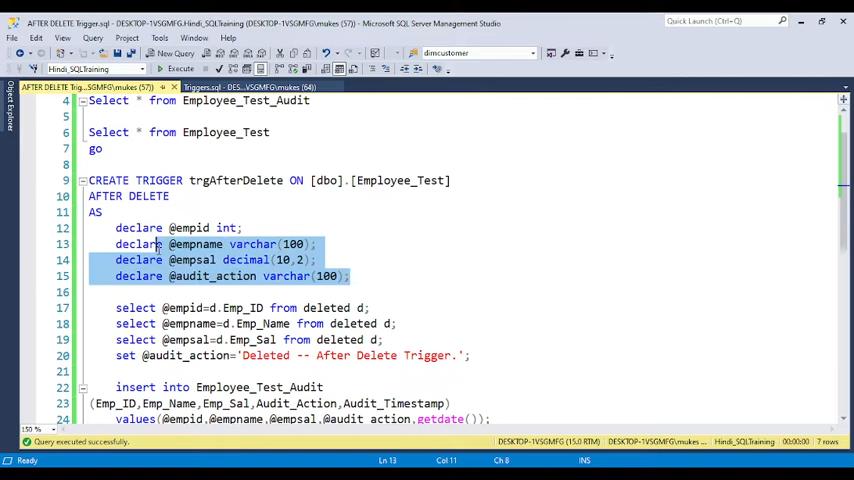 AFTER DELETE Trigger.sql - DESKTOP-1VSGMFG.Hindi_SQLTraining (DESKTOP-1VSGMFG\mukes (57)) - Microsoft SQL Server Management Studio
Quick Launch (Ctrl+Q)
File Edit View Query Project Tools Window Help
New Query dimcustomer
Hindi_SQLTraining Execute
AFTER DELETE Trig...SGMFG\mukes (57)) Triggers.sql - DES...VSGMFG\mukes (64))
Object Explorer
4 Select * from Employee_Test_Audit
5
6 Select * from Employee_Test
7 go
8
9 CREATE TRIGGER trgAfterDelete ON [dbo].[Employee_Test]
10 AFTER DELETE
11 AS
12 declare @empid int;
13 declare @empname varchar(100);
14 declare @empsal decimal(10,2);
15 declare @audit_action varchar(100);
16
17 select @empid=d.Emp_ID from deleted d;
18 select @empname=d.Emp_Name from deleted d;
19 select @empsal=d.Emp_Sal from deleted d;
20 set @audit_action='Deleted -- After Delete Trigger.';
21
22 insert into Employee_Test_Audit
23 (Emp_ID,Emp_Name,Emp_Sal,Audit_Action,Audit_Timestamp)
24 values(@empid,@empname,@empsal,@audit_action,getdate());
150 %
Query executed successfully. DESKTOP-1VSGMFG (15.0 RTM) DESKTOP-1VSGMFG\mukes ... Hindi_SQLTraining 00:00:00 7 rows
Ready Ln 13 Col 11 Ch 8 INS